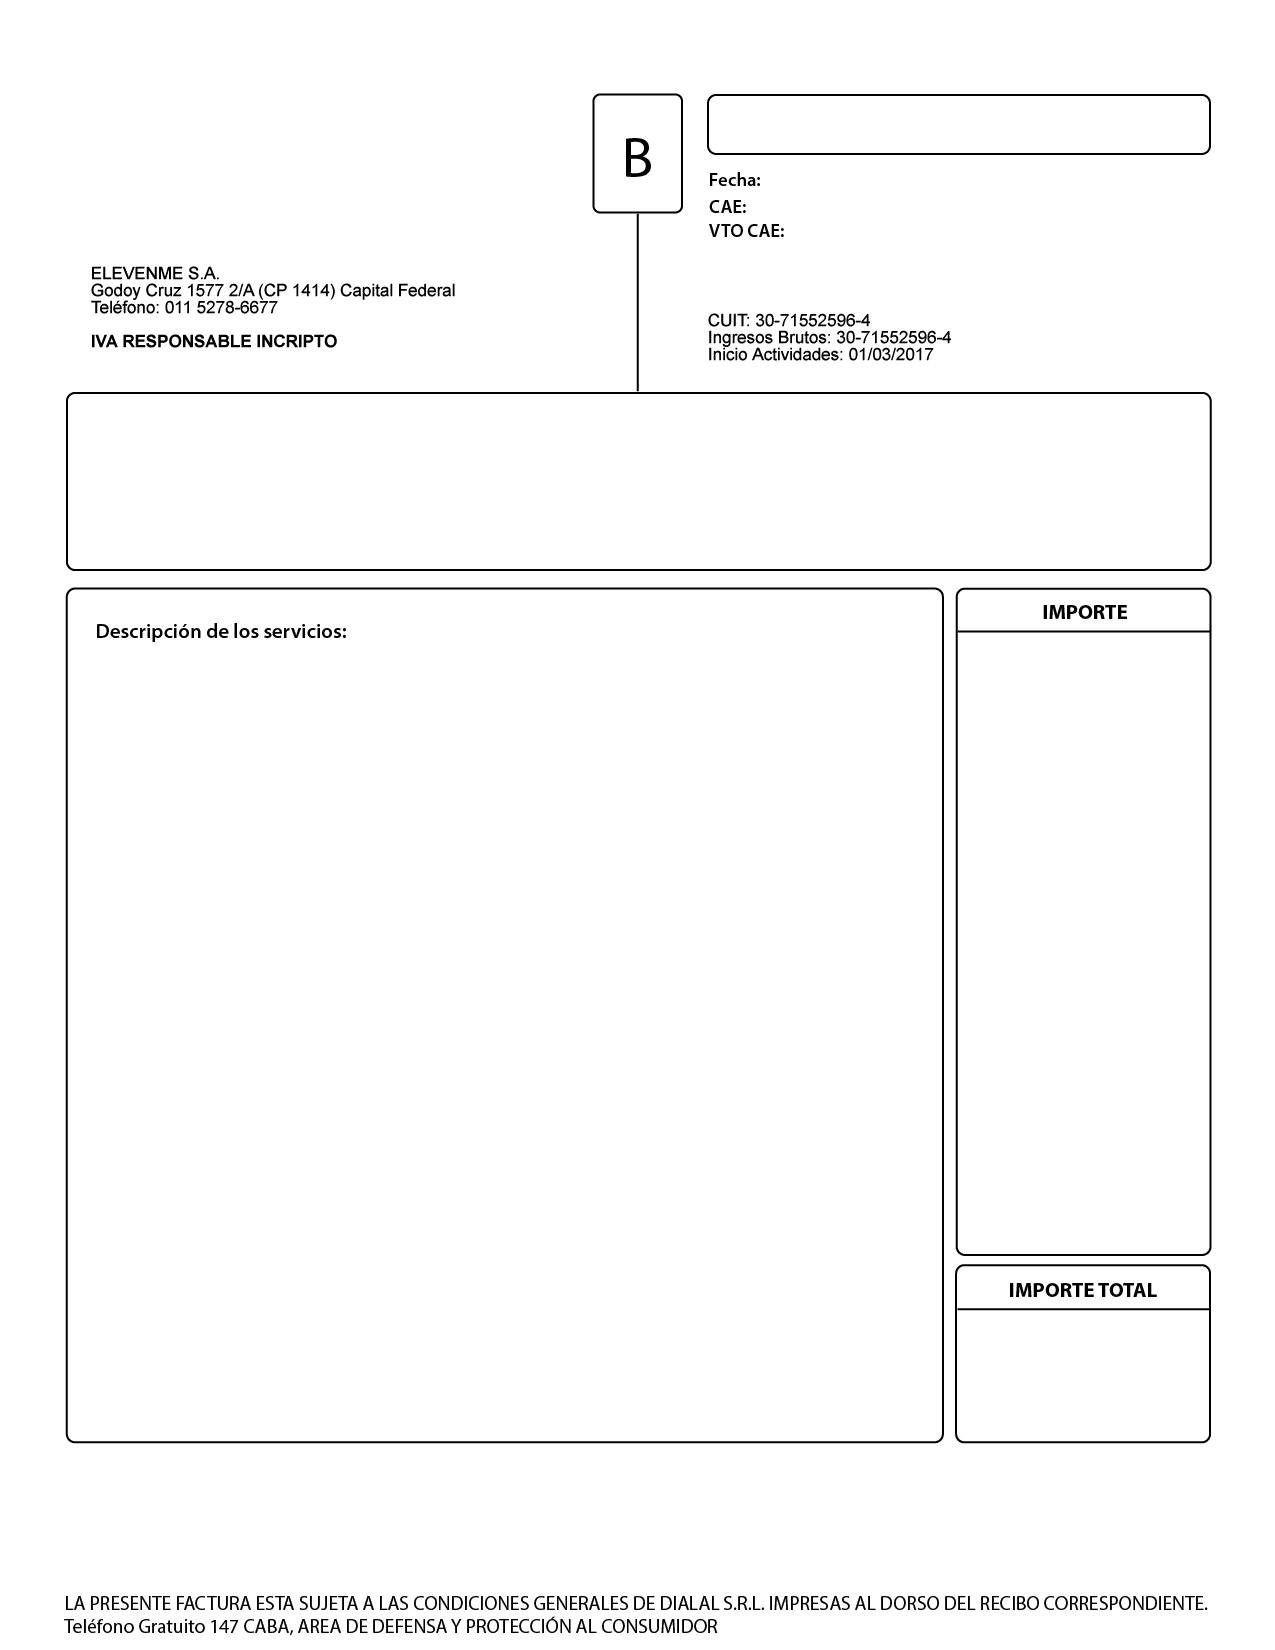 B
Fecha:
CAE:
VTO CAE:
ELEVENME S.A.
Godoy Cruz 1577 2/A (CP 1414) Capital Federal
Teléfono: 011 5278-6677
IVA RESPONSABLE INCRIPTO
CUIT: 30-71552596-4
Ingresos Brutos: 30-71552596-4
Inicio Actividades: 01/03/2017
Descripción de los servicios:
IMPORTE
IMPORTE TOTAL
LA PRESENTE FACTURA ESTA SUJETA A LAS CONDICIONES GENERALES DE DIALAL S.R.L. IMPRESAS AL DORSO DEL RECIBO CORRESPONDIENTE.
Teléfono Gratuito 147 CABA, AREA DE DEFENSA Y PROTECCIÓN AL CONSUMIDOR